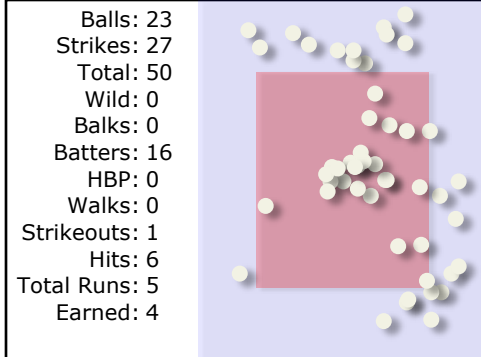 Balls: 23
Strikes: 27
Total: 50
Wild: 0
Balks: 0
Batters: 16
HBP: 0
Walks: 0
Strikeouts: 1
Hits: 6
Total Runs: 5
Earned: 4